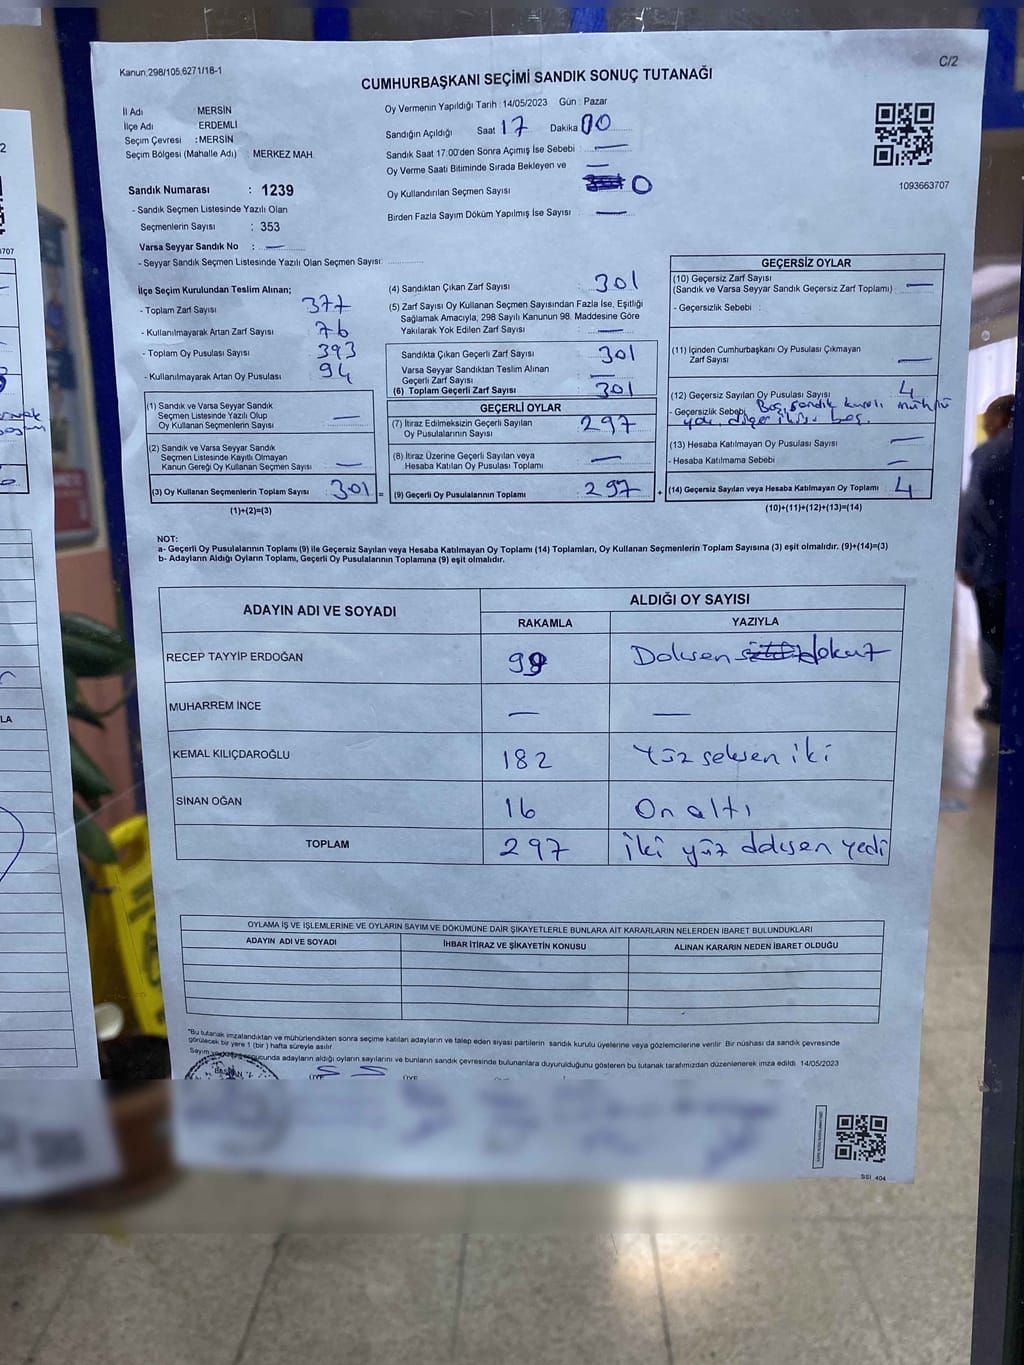 Kanun:298/105,6271/18-1
C/2
CUMHURBAŞKANI SEÇİMİ SANDIK SONUÇ TUTANAĞI
İl Adı MERSİN
İlçe Adı ERDEMLİ
Seçim Çevresi : MERSİN
Seçim Bölgesi (Mahalle Adı) : MERKEZ MAH.
Sandık Numarası : 1239
- Sandık Seçmen Listesinde Yazılı Olan
Seçmenlerin Sayısı : 353
Varsa Seyyar Sandık No : —
- Seyyar Sandık Seçmen Listesinde Yazılı Olan Seçmen Sayısı:
Oy Vermenin Yapıldığı Tarih : 14/05/2023 Gün : Pazar
Sandığın Açıldığı Saat 17 Dakika 00
Sandık Saat 17.00'den Sonra Açımış İse Sebebi : —
Oy Verme Saati Bitiminde Sırada Bekleyen ve —
Oy Kullandırılan Seçmen Sayısı 0
Birden Fazla Sayım Döküm Yapılmış İse Sayısı : —
1093663707
İlçe Seçim Kurulundan Teslim Alınan;
- Toplam Zarf Sayısı : 377
- Kullanılmayarak Artan Zarf Sayısı : 76
- Toplam Oy Pusulası Sayısı : 393
- Kullanılmayarak Artan Oy Pusulası : 94
(1) Sandık ve Varsa Seyyar Sandık
Seçmen Listesinde Yazılı Olup
Oy Kullanan Seçmenlerin Sayısı : —
(2) Sandık ve Varsa Seyyar Sandık
Seçmen Listesinde Kayıtlı Olmayan
Kanun Gereği Oy Kullanan Seçmen Sayısı : —
(3) Oy Kullanan Seçmenlerin Toplam Sayısı : 301 =
(1)+(2)=(3)
(4) Sandıktan Çıkan Zarf Sayısı : 301
(5) Zarf Sayısı Oy Kullanan Seçmen Sayısından Fazla İse, Eşitliği
Sağlamak Amacıyla, 298 Sayılı Kanunun 98. Maddesine Göre
Yakılarak Yok Edilen Zarf Sayısı : —
Sandıkta Çıkan Geçerli Zarf Sayısı : 301
Varsa Seyyar Sandıktan Teslim Alınan
Geçerli Zarf Sayısı : —
(6) Toplam Geçerli Zarf Sayısı : 301
GEÇERLİ OYLAR
(7) İtiraz Edilmeksizin Geçerli Sayılan
Oy Pusulalarının Sayısı : 297
(8) İtiraz Üzerine Geçerli Sayılan veya
Hesaba Katılan Oy Pusulası Toplamı : —
(9) Geçerli Oy Pusulalarının Toplamı : 297 +
GEÇERSİZ OYLAR
(10) Geçersiz Zarf Sayısı
(Sandık ve Varsa Seyyar Sandık Geçersiz Zarf Toplamı) : —
- Geçersizlik Sebebi :
(11) İçinden Cumhurbaşkanı Oy Pusulası Çıkmayan
Zarf Sayısı : —
(12) Geçersiz Sayılan Oy Pusulası Sayısı : 4
- Geçersizlik Sebebi Boş, sandık kurulu mührü
yok, diğer ikisi boş.
(13) Hesaba Katılmayan Oy Pusulası Sayısı : —
- Hesaba Katılmama Sebebi : —
(14) Geçersiz Sayılan veya Hesaba Katılmayan Oy Toplamı : 4
(10)+(11)+(12)+(13)=(14)
NOT:
a- Geçerli Oy Pusulalarının Toplamı (9) ile Geçersiz Sayılan veya Hesaba Katılmayan Oy Toplamı (14) Toplamları, Oy Kullanan Seçmenlerin Toplam Sayısına (3) eşit olmalıdır. (9)+(14)=(3)
b- Adayların Aldığı Oyların Toplamı, Geçerli Oy Pusulalarının Toplamına (9) eşit olmalıdır.
ADAYIN ADI VE SOYADI ALDIĞI OY SAYISI
RAKAMLA YAZIYLA
RECEP TAYYİP ERDOĞAN 99 Doksan dokuz
MUHARREM İNCE — —
KEMAL KILIÇDAROĞLU 182 Yüz seksen iki
SİNAN OĞAN 16 On altı
TOPLAM 297 İki yüz doksan yedi
OYLAMA İŞ VE İŞLEMLERİNE VE OYLARIN SAYIM VE DÖKÜMÜNE DAİR ŞİKAYETLERLE BUNLARA AİT KARARLARIN NELERDEN İBARET BULUNDUKLARI
ADAYIN ADI VE SOYADI İHBAR İTİRAZ VE ŞİKAYETİN KONUSU ALINAN KARARIN NEDEN İBARET OLDUĞU
"Bu tutanak imzalandıktan ve mühürlendikten sonra seçime katılan adayların ve talep eden siyasi partilerin sandık kurulu üyelerine veya gözlemcilerine verilir. Bir nüshası da sandık çevresinde
görülecek bir yere 1 (bir) hafta süreyle asılır.
Sayım ve döküm sonucunda adayların aldığı oyların sayılarını ve bunların sandık çevresinde bulunanlara duyurulduğunu gösteren bu tutanak tarafımızdan düzenlenerek imza edildi. 14/05/2023
BAŞKAN ÜYE ÜYE
SSI 404